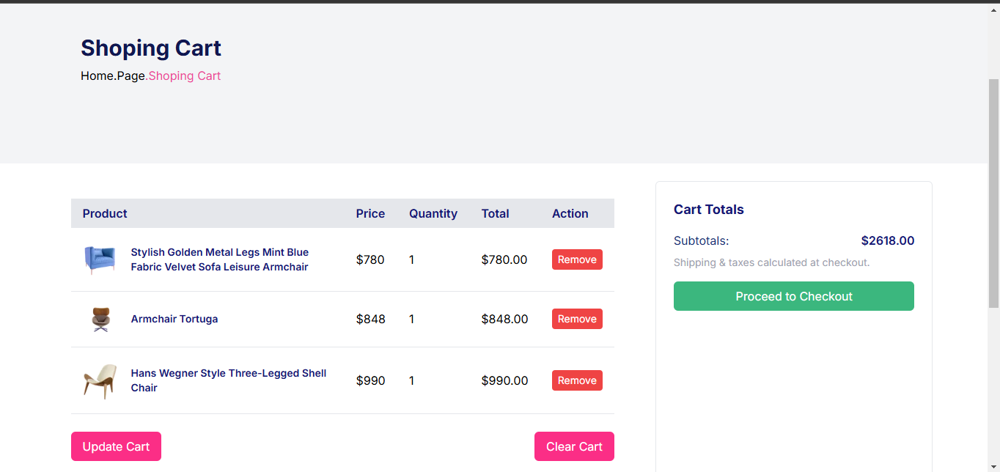 Shoping Cart
Home.Page.Shoping Cart
Product Price Quantity Total Action
Stylish Golden Metal Legs Mint Blue
Fabric Velvet Sofa Leisure Armchair
$780 1 $780.00 Remove
Armchair Tortuga $848 1 $848.00 Remove
Hans Wegner Style Three-Legged Shell
Chair
$990 1 $990.00 Remove
Update Cart Clear Cart
Cart Totals
Subtotals: $2618.00
Shipping & taxes calculated at checkout.
Proceed to Checkout